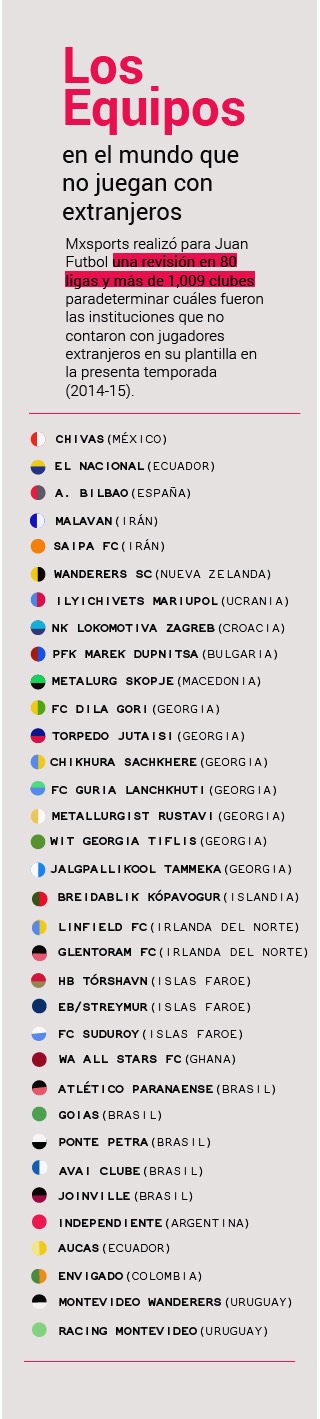 Los
Equipos
en el mundo que
no juegan con
extranjeros
Mxsports realizó para Juan
Futbol una revisión en 80
ligas y más de 1,009 clubes
paradeterminar cuáles fueron
las instituciones que no
contaron con jugadores
extranjeros en su plantilla en
la presenta temporada
(2014-15).
CHIVAS (MÉXICO)
EL NACIONAL (ECUADOR)
A. BILBAO (ESPAÑA)
MALAVAN (IRÁN)
SAIPA FC (IRÁN)
WANDERERS SC (NUEVA ZELANDA)
ILYICHIVETS MARIUPOL (UCRANIA)
NK LOKOMOTIVA ZAGREB (CROACIA)
PFK MAREK DUPNITSA (BULGARIA)
METALURG SKOPJE (MACEDONIA)
FC DILA GORI (GEORGIA)
TORPEDO JUTAISI (GEORGIA)
CHIKHURA SACHKHERE (GEORGIA)
FC GURIA LANCHKHUTI (GEORGIA)
METALLURGIST RUSTAVI (GEORGIA)
WIT GEORGIA TIFLIS (GEORGIA)
JALGPALLIKOOL TAMMEKA (GEORGIA)
BREIDABLIK KÓPAVOGUR (ISLANDIA)
LINFIELD FC (IRLANDA DEL NORTE)
GLENTORAM FC (IRLANDA DEL NORTE)
HB TÓRSHAVN (ISLAS FAROE)
EB/STREYMUR (ISLAS FAROE)
FC SUDUROY (ISLAS FAROE)
WA ALL STARS FC (GHANA)
ATLÉTICO PARANAENSE (BRASIL)
GOIAS (BRASIL)
PONTE PETRA (BRASIL)
AVAI CLUBE (BRASIL)
JOINVILLE (BRASIL)
INDEPENDIENTE (ARGENTINA)
AUCAS (ECUADOR)
ENVIGADO (COLOMBIA)
MONTEVIDEO WANDERERS (URUGUAY)
RACING MONTEVIDEO (URUGUAY)